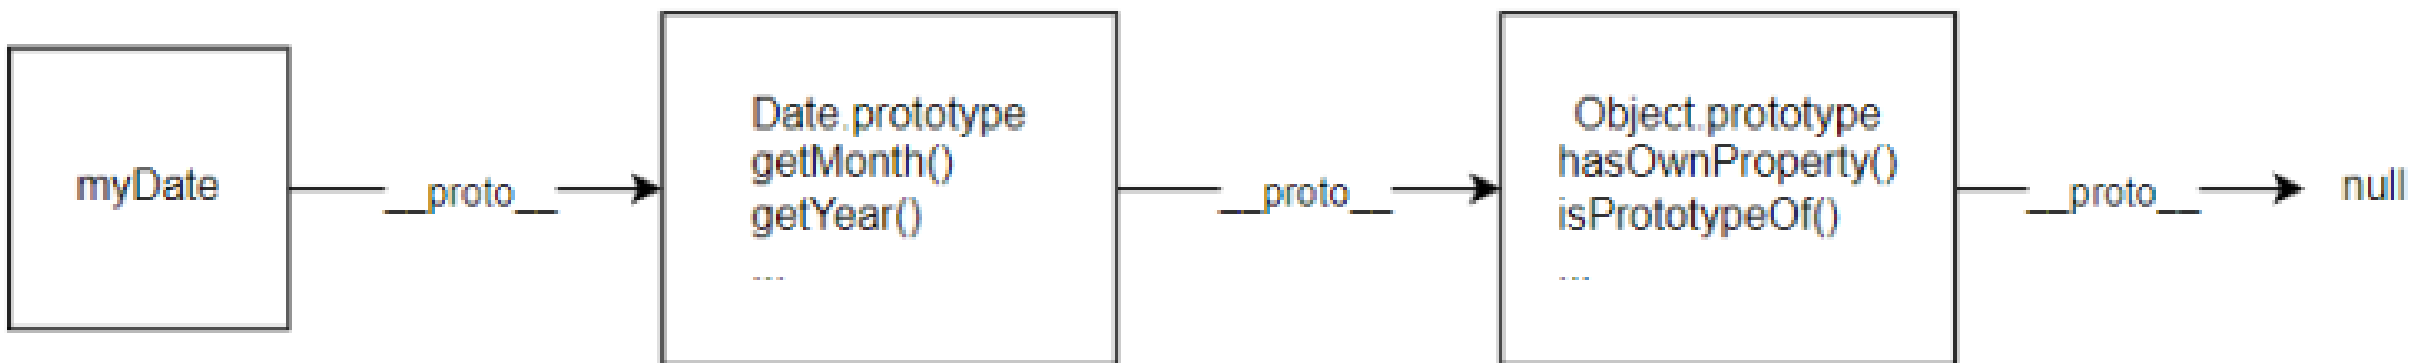 myDate
__proto__
Date.prototype
getMonth()
getYear()
...
__proto__
Object.prototype
hasOwnProperty()
isPrototypeOf()
...
__proto__
null